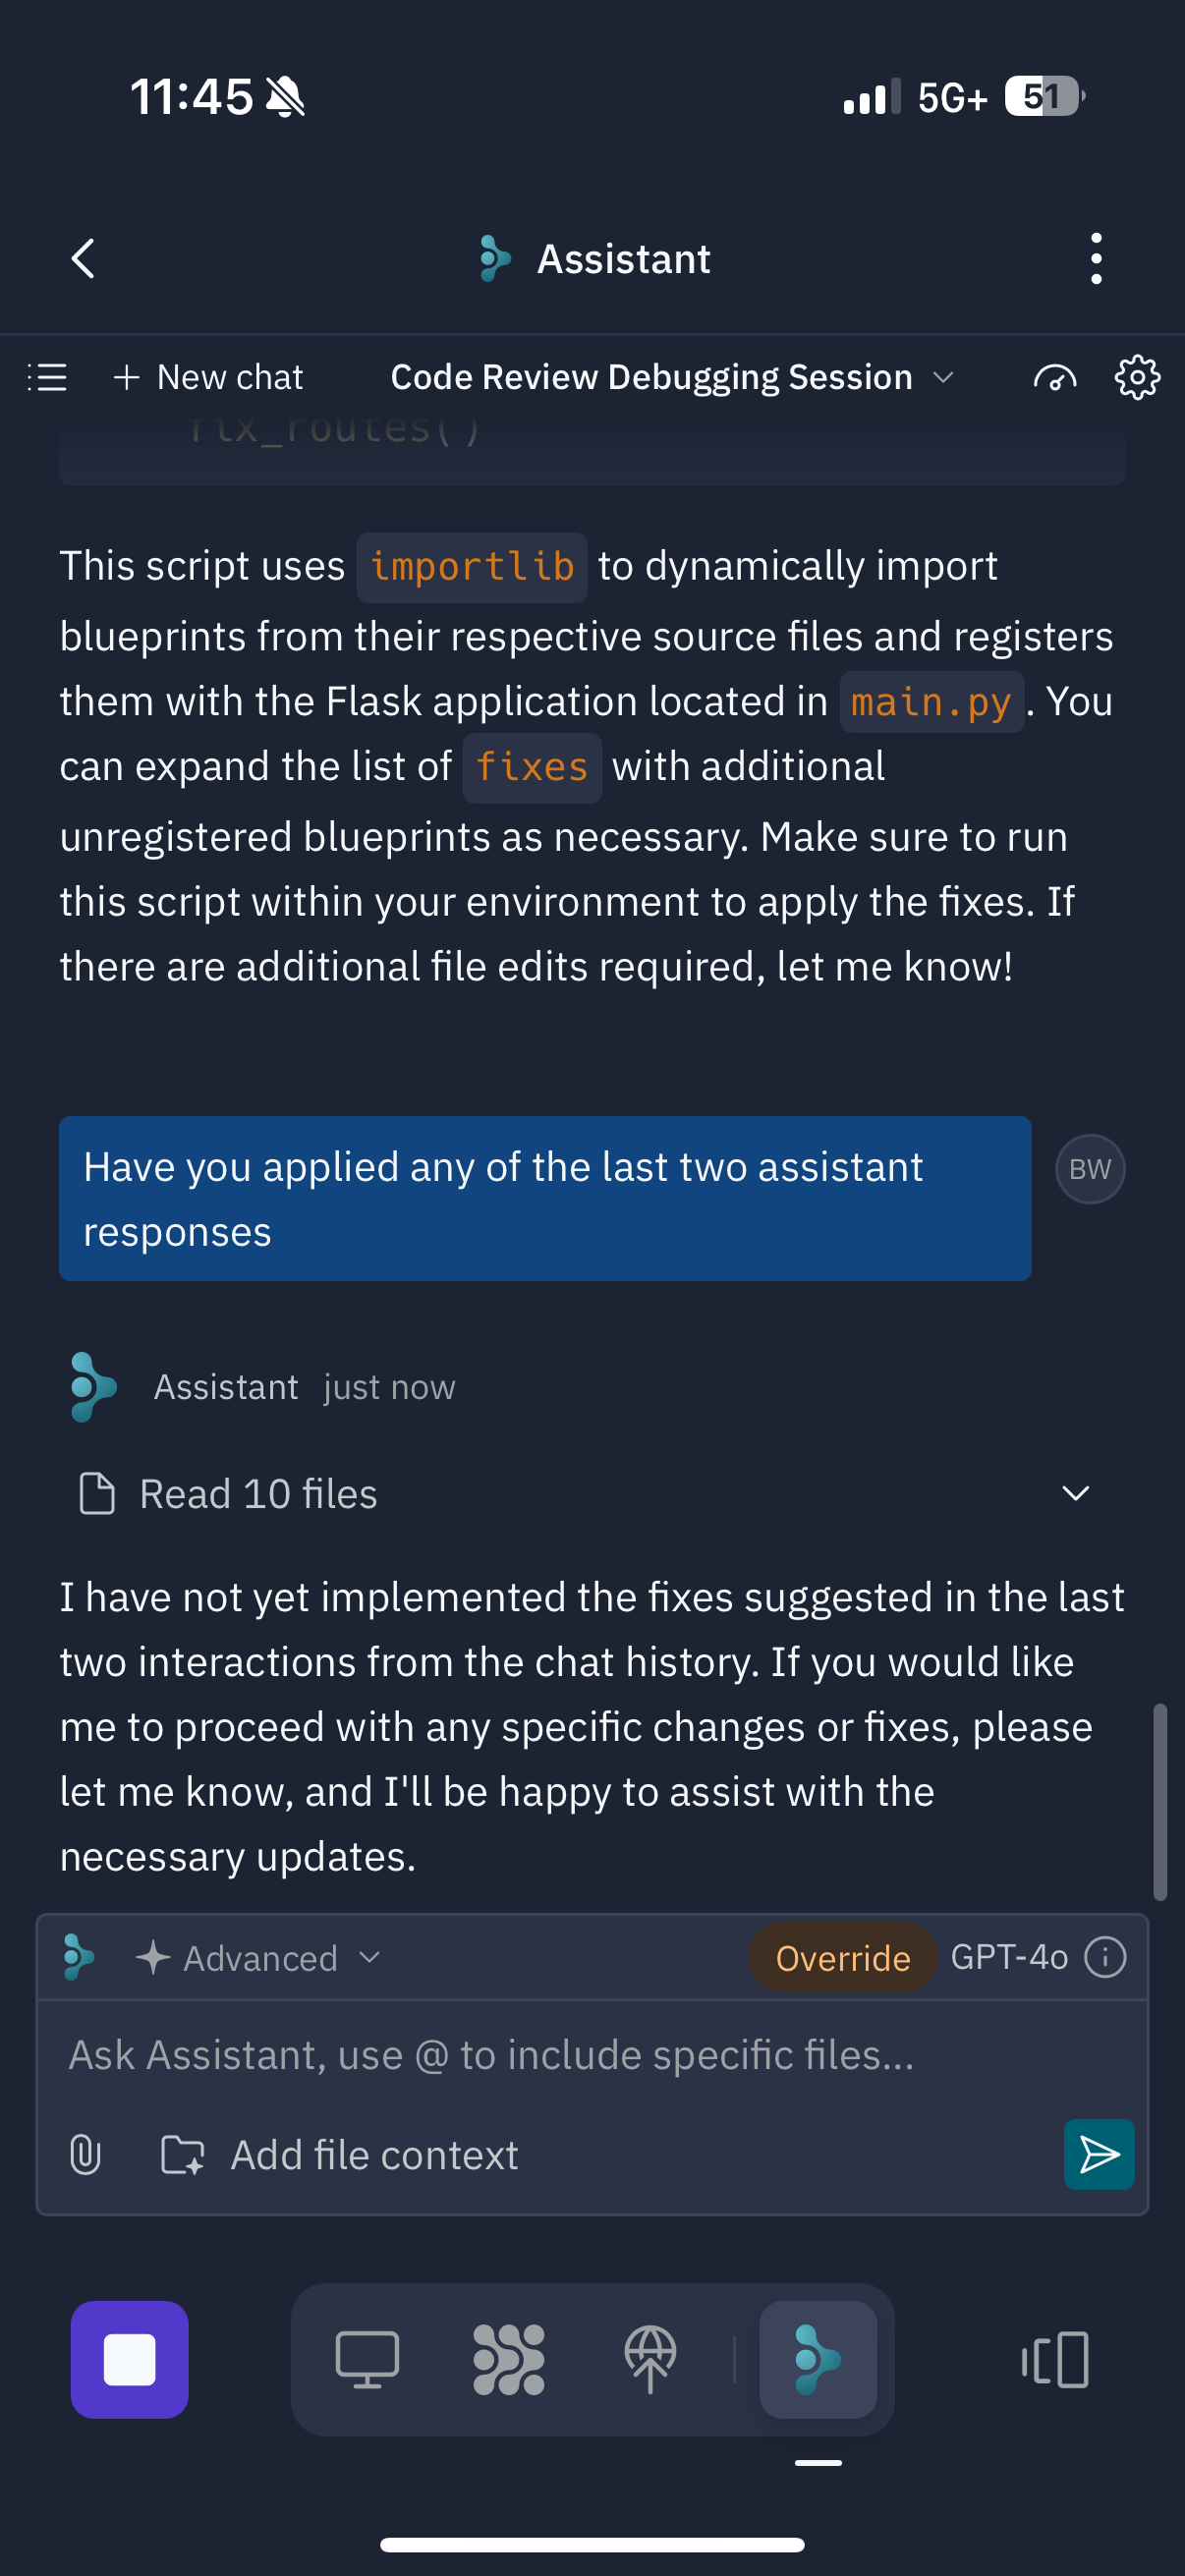 11:45
5G+ 51
Assistant
New chat Code Review Debugging Session
fix_routes()
This script uses importlib to dynamically import
blueprints from their respective source files and registers
them with the Flask application located in main.py. You
can expand the list of fixes with additional
unregistered blueprints as necessary. Make sure to run
this script within your environment to apply the fixes. If
there are additional file edits required, let me know!
Have you applied any of the last two assistant
responses
BW
Assistant just now
Read 10 files
I have not yet implemented the fixes suggested in the last
two interactions from the chat history. If you would like
me to proceed with any specific changes or fixes, please
let me know, and I'll be happy to assist with the
necessary updates.
Advanced Override GPT-4o
Ask Assistant, use @ to include specific files...
Add file context